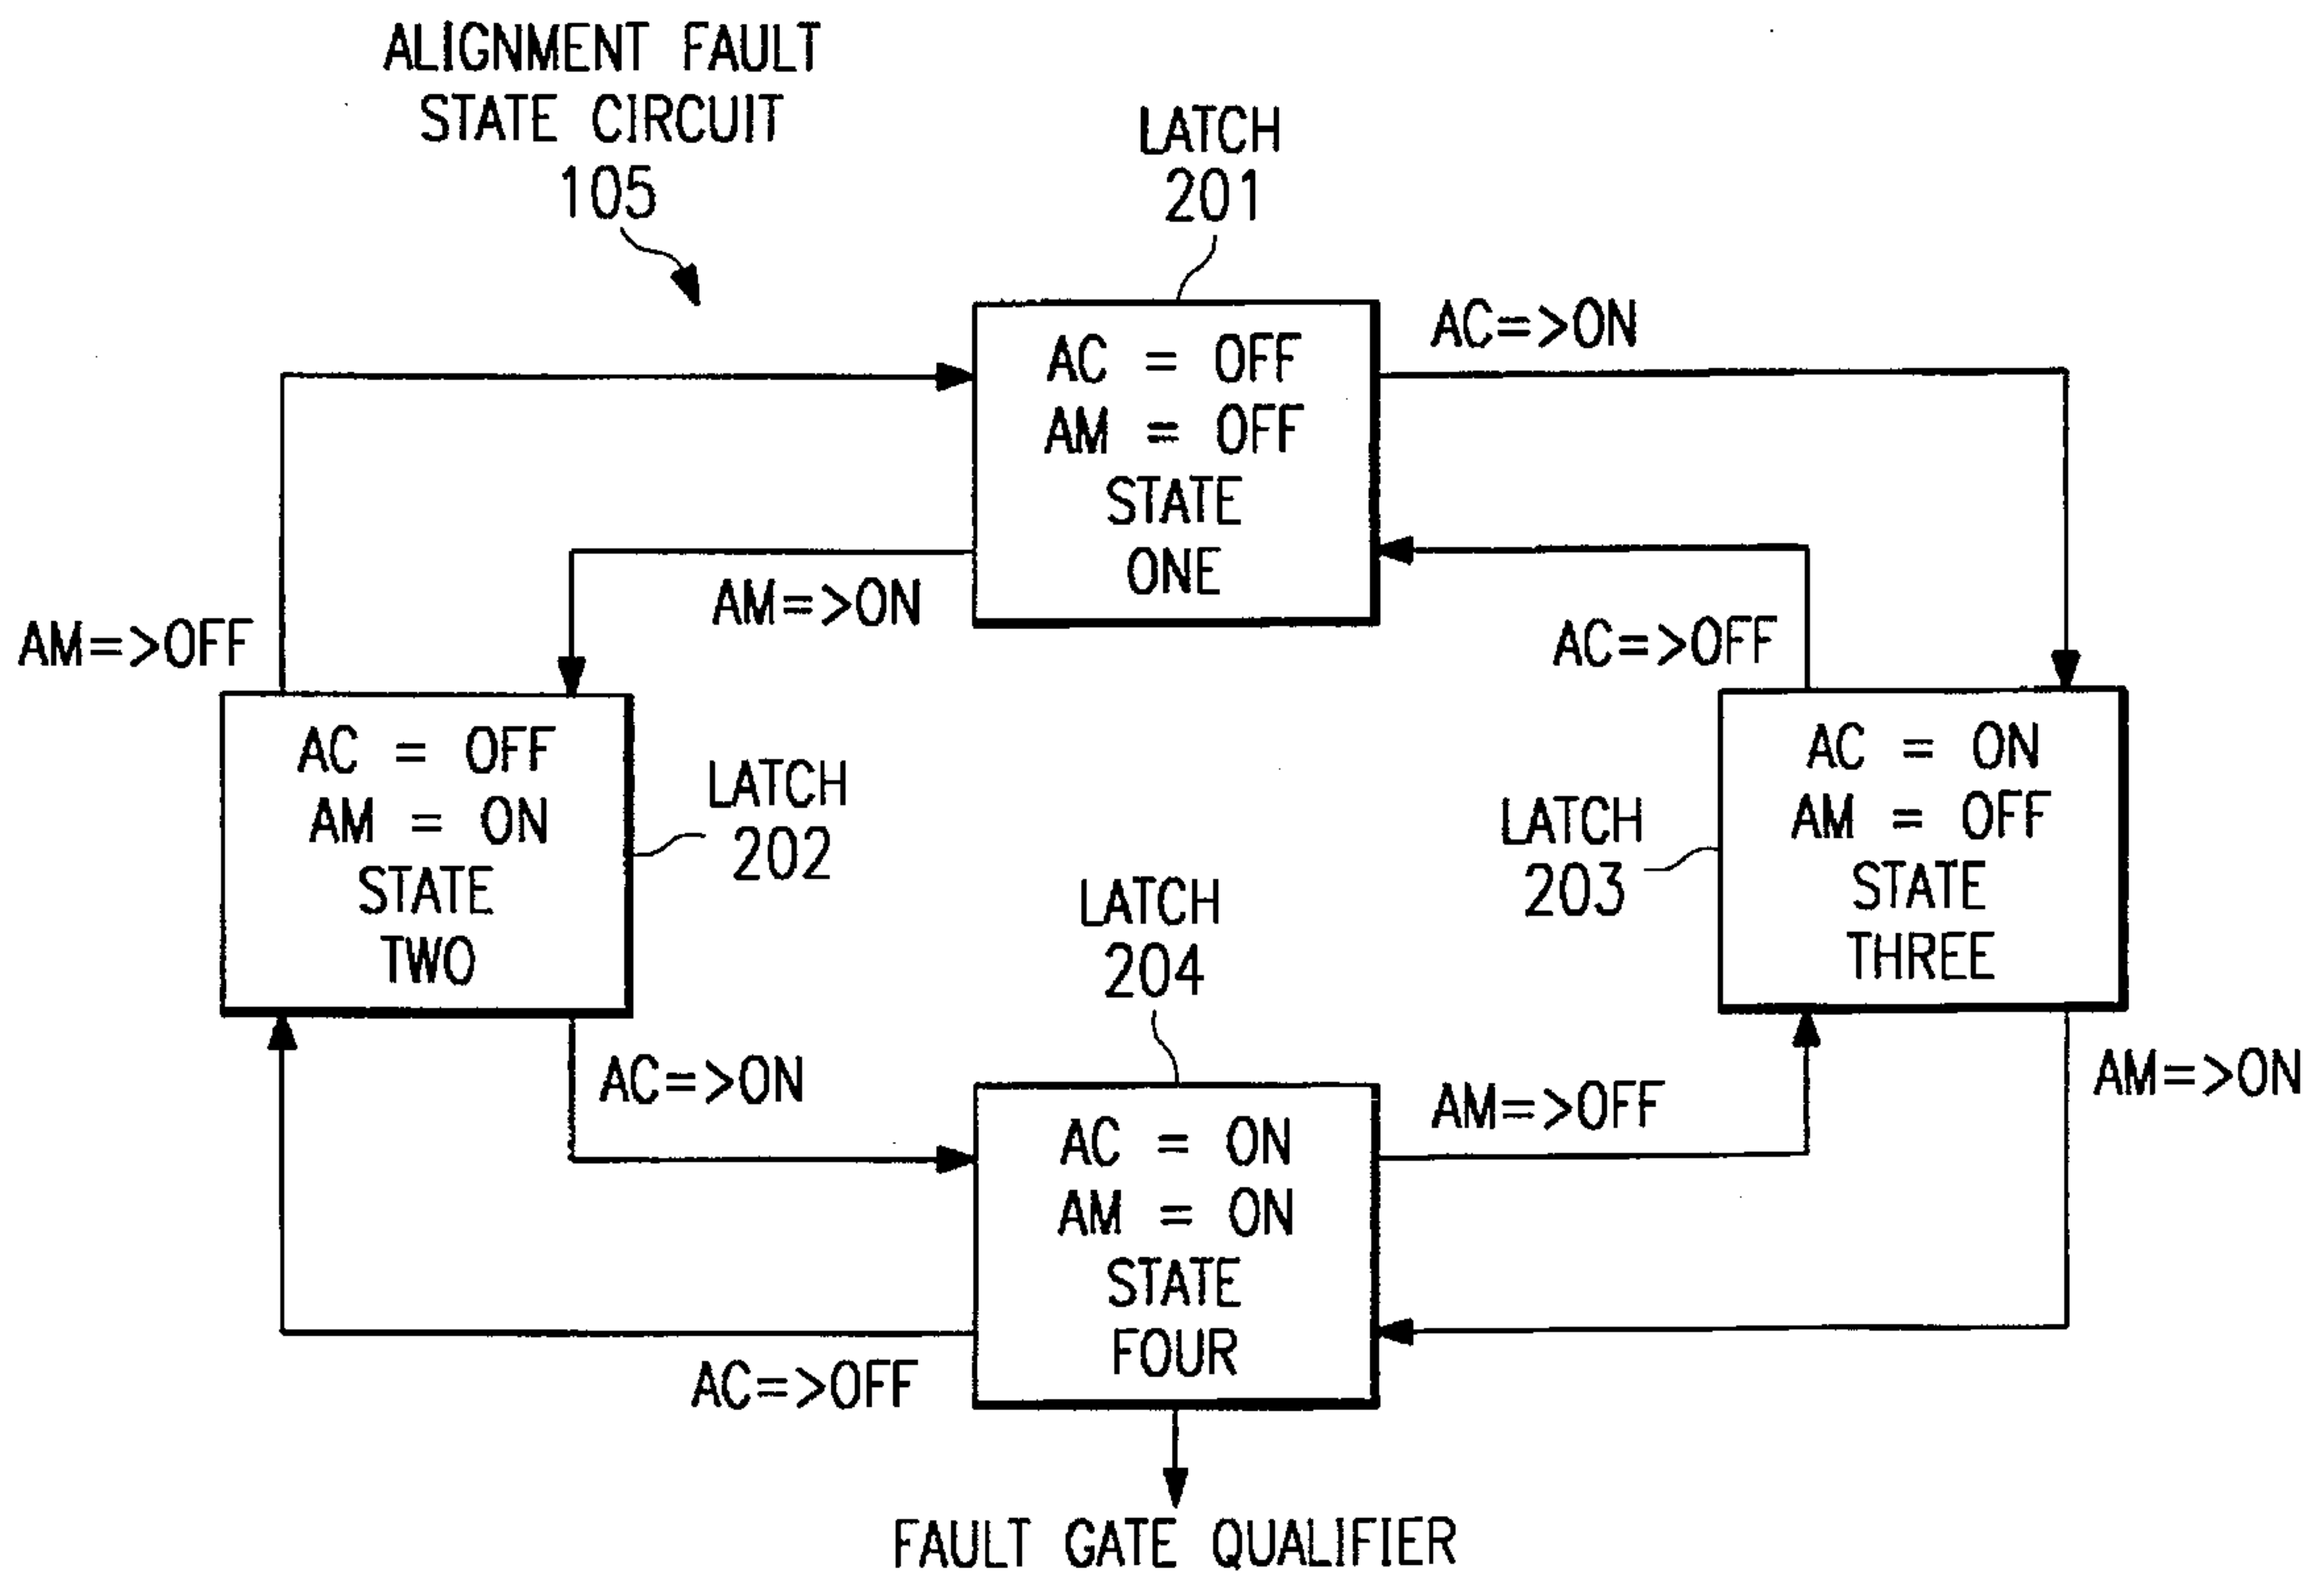 ALIGNMENT FAULT
STATE CIRCUIT
105
LATCH
201
AC = OFF
AM = OFF
STATE
ONE
AC=>ON
AM=>ON
AM=>OFF
AC=>OFF
AC = OFF
AM = ON
STATE
TWO
LATCH
202
LATCH
203
AC = ON
AM = OFF
STATE
THREE
LATCH
204
AC=>ON
AC = ON
AM = ON
STATE
FOUR
AM=>OFF
AM=>ON
AC=>OFF
FAULT GATE QUALIFIER